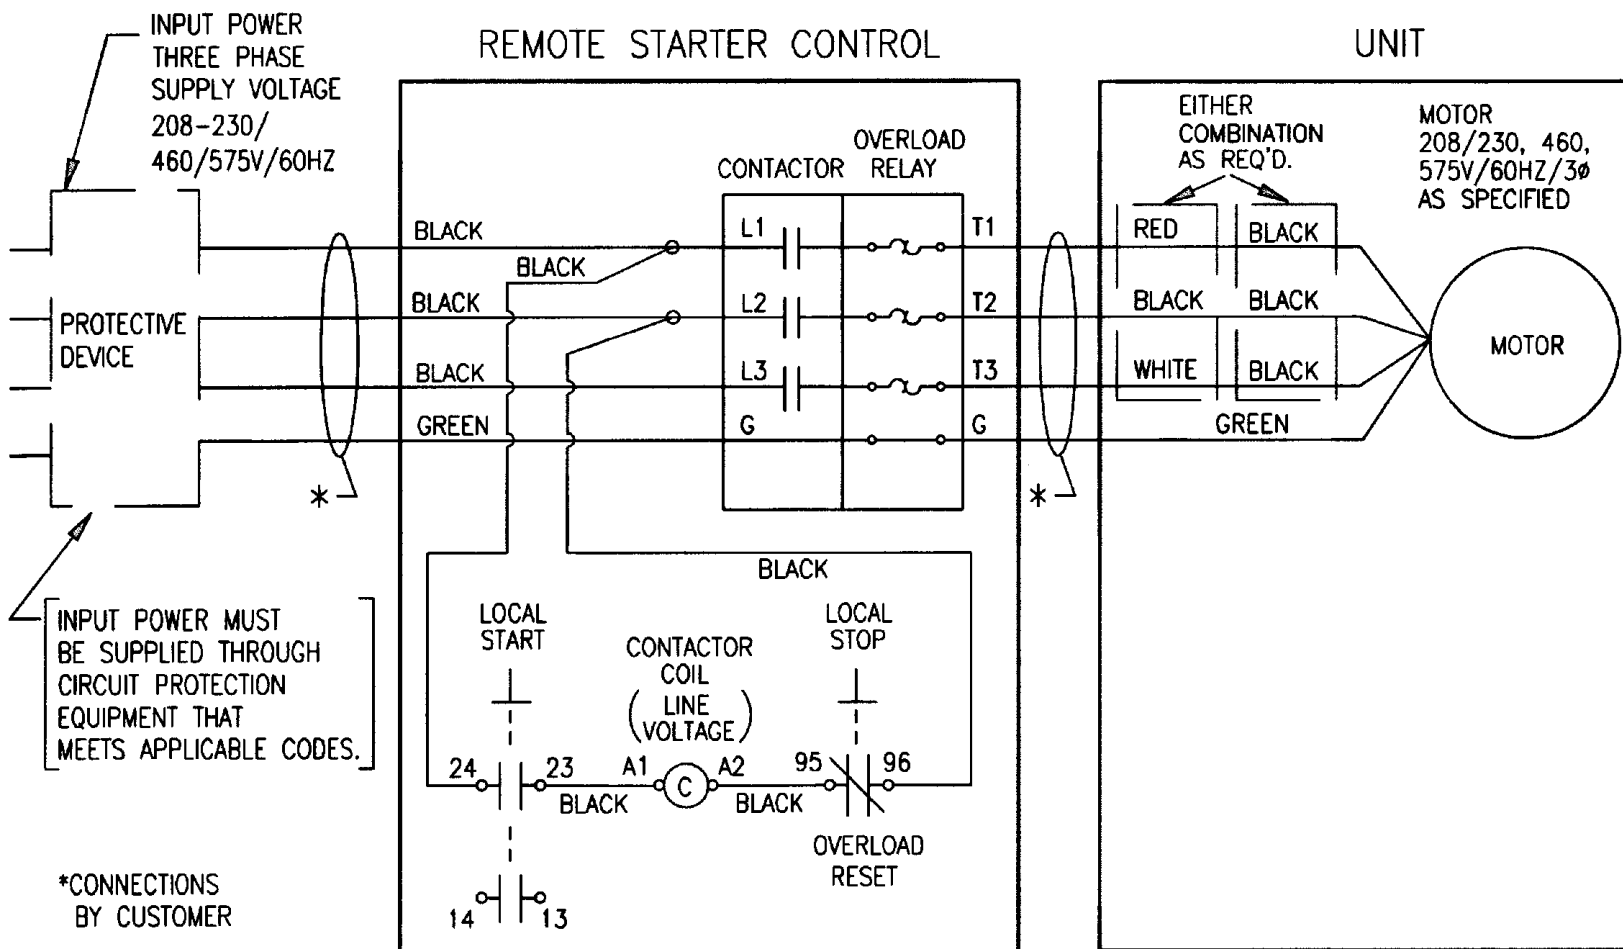 INPUT POWER
THREE PHASE
SUPPLY VOLTAGE
208-230/
460/575V/60HZ
REMOTE STARTER CONTROL
UNIT
CONTACTOR
OVERLOAD
RELAY
EITHER
COMBINATION
AS REQ'D.
MOTOR
208/230, 460,
575V/60HZ/3ø
AS SPECIFIED
PROTECTIVE
DEVICE
BLACK
BLACK
L1
T1
RED
BLACK
BLACK
L2
T2
BLACK
BLACK
BLACK
L3
T3
WHITE
BLACK
GREEN
G
G
GREEN
MOTOR
*
*
BLACK
INPUT POWER MUST
BE SUPPLIED THROUGH
CIRCUIT PROTECTION
EQUIPMENT THAT
MEETS APPLICABLE CODES.
LOCAL
START
CONTACTOR
COIL
(LINE
VOLTAGE)
LOCAL
STOP
24
23
A1
C
A2
95
96
BLACK
BLACK
OVERLOAD
RESET
14
13
*CONNECTIONS
BY CUSTOMER